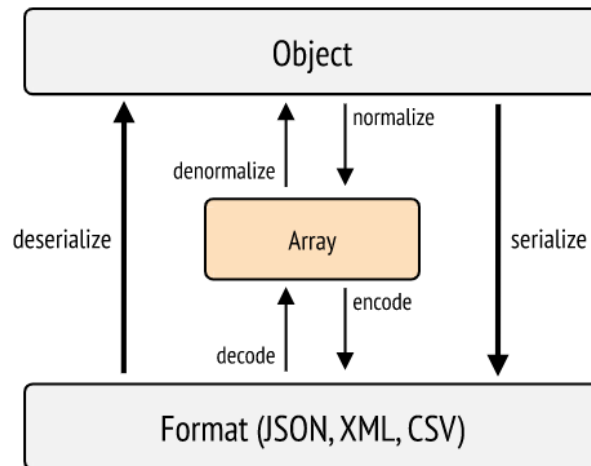 Object
normalize
denormalize
deserialize
Array
serialize
encode
decode
Format (JSON, XML, CSV)